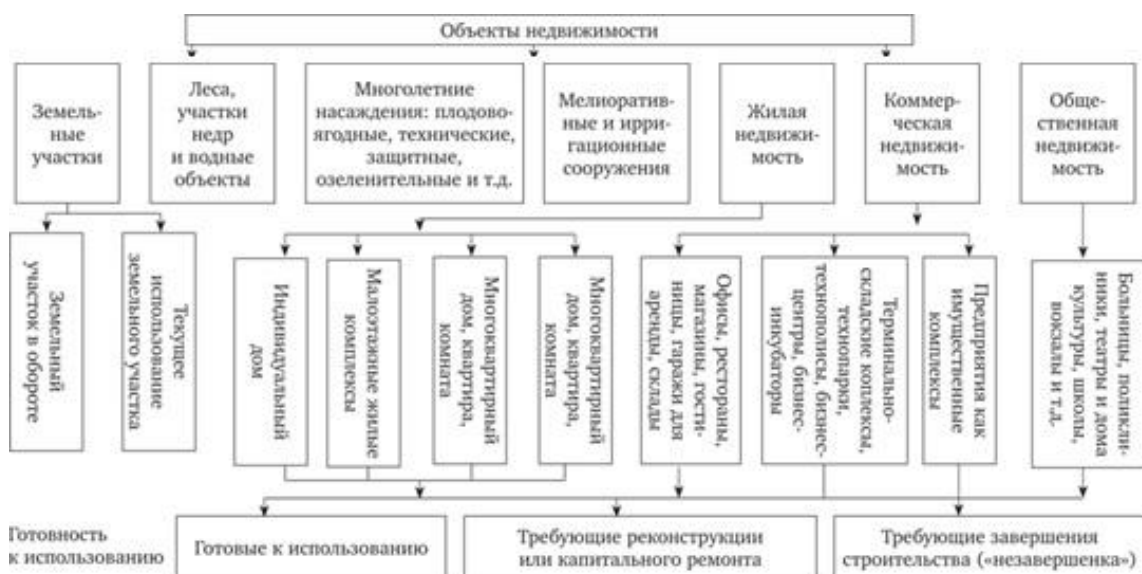 Объекты недвижимости
Земель-
ные
участки
Леса,
участки
недр
и водные
объекты
Многолетние
насаждения: плодово-
ягодные, технические,
защитные,
озеленительные и т.д.
Мелиоратив-
ные и ирри-
гационные
сооружения
Жилая
недвижи-
мость
Коммер-
ческая
недвижи-
мость
Обще-
ственная
недвижи-
мость
Земельный
участок в обороте
Текущее
использование
земельного участка
Индивидуальный
дом
Малоэтажные жилые
комплексы
Многоквартирный
дом, квартира,
комната
Многоквартирный
дом, квартира,
комната
Офисы, рестораны,
магазины, гости-
ницы, гаражи для
аренды, склады
Терминально-
складские коплексы,
технопарки,
технополисы, бизнес-
центры, бизнес-
инкубаторы
Предприятия как
имущественные
комплексы
Больницы, поликли-
ники, театры и дома
культуры, школы,
вокзалы и т.д.
Готовность
к использованию
Готовые к использованию
Требующие реконструкции
или капитального ремонта
Требующие завершения
строительства («незавершенка»)